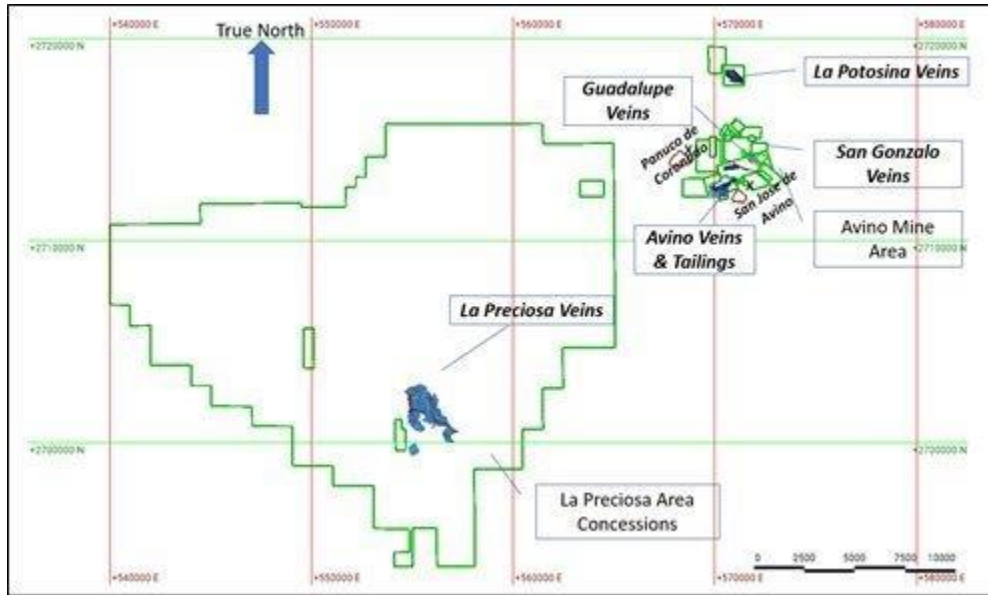 +540000 E
+550000 E
+560000 E
+570000 E
+580000 E
True North
+2720000 N
+2720000 N
La Potosina Veins
Guadalupe
Veins
Panuco de
Coronado
San Gonzalo
Veins
San Jose de
Avino
Avino Mine
Area
Avino Veins
& Tailings
+2710000 N
+2710000 N
La Preciosa Veins
+2700000 N
+2700000 N
La Preciosa Area
Concessions
0 2500 5000 7500 10000
+540000 E
+550000 E
+560000 E
+570000 E
+580000 E